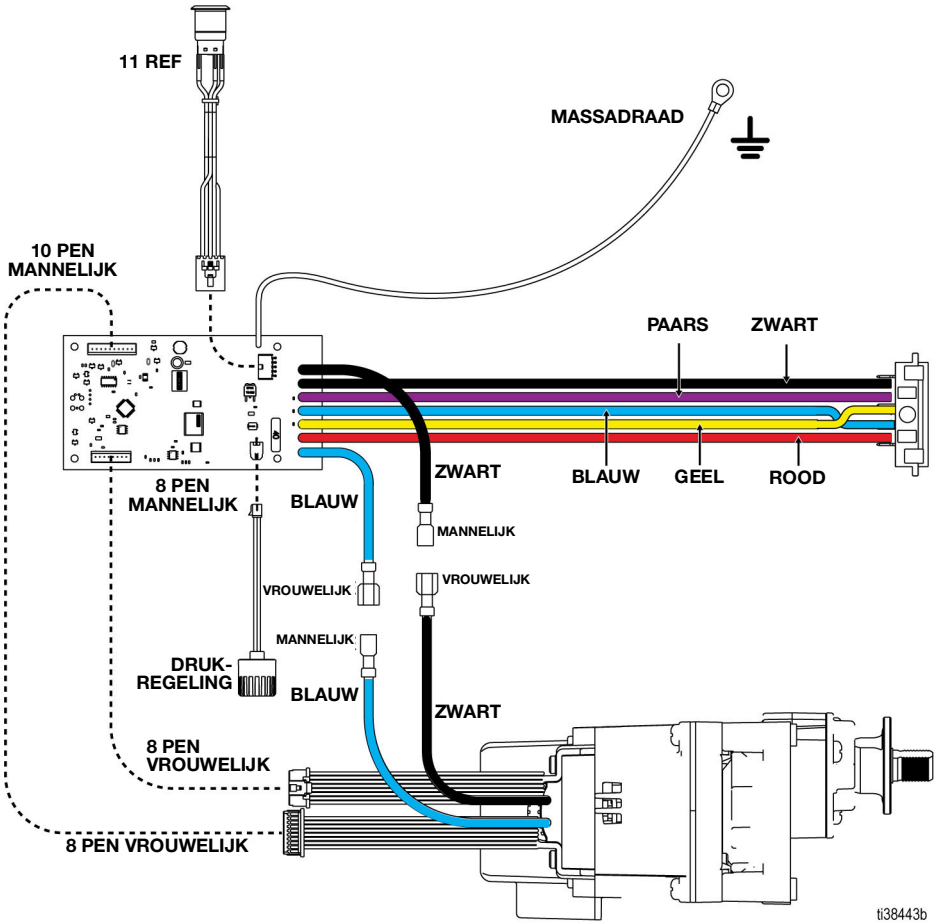 11 REF
MASSADRAAD
10 PEN
MANNELIJK
PAARS
ZWART
BLAUW
GEEL
ROOD
8 PEN
MANNELIJK
BLAUW
ZWART
MANNELIJK
VROUWELIJK
VROUWELIJK
MANNELIJK
DRUK-
REGELING
BLAUW
ZWART
8 PEN
VROUWELIJK
8 PEN VROUWELIJK
ti38443b